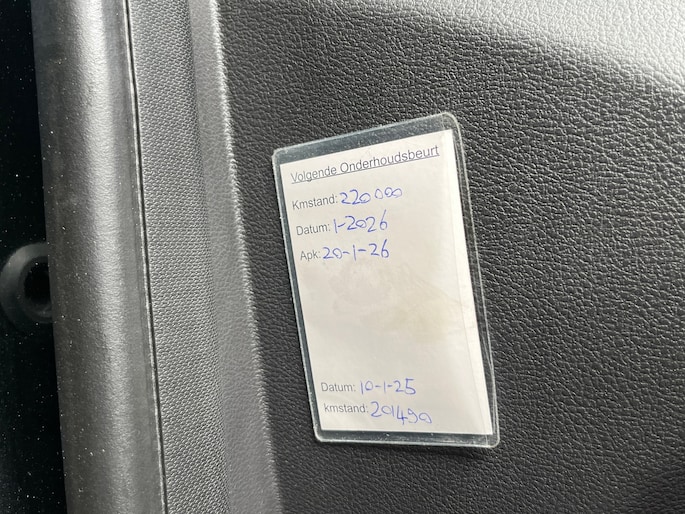 Volgende Onderhoudsbeurt
Kmstand: 220 000
Datum: 1-2026
Apk: 20-1-26
Datum: 10-1-25
kmstand: 201490